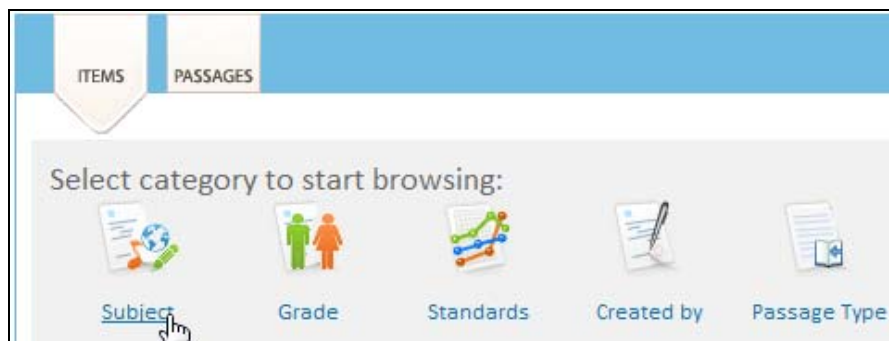 ITEMS PASSAGES
Select category to start browsing:
Subject Grade Standards Created by Passage Type